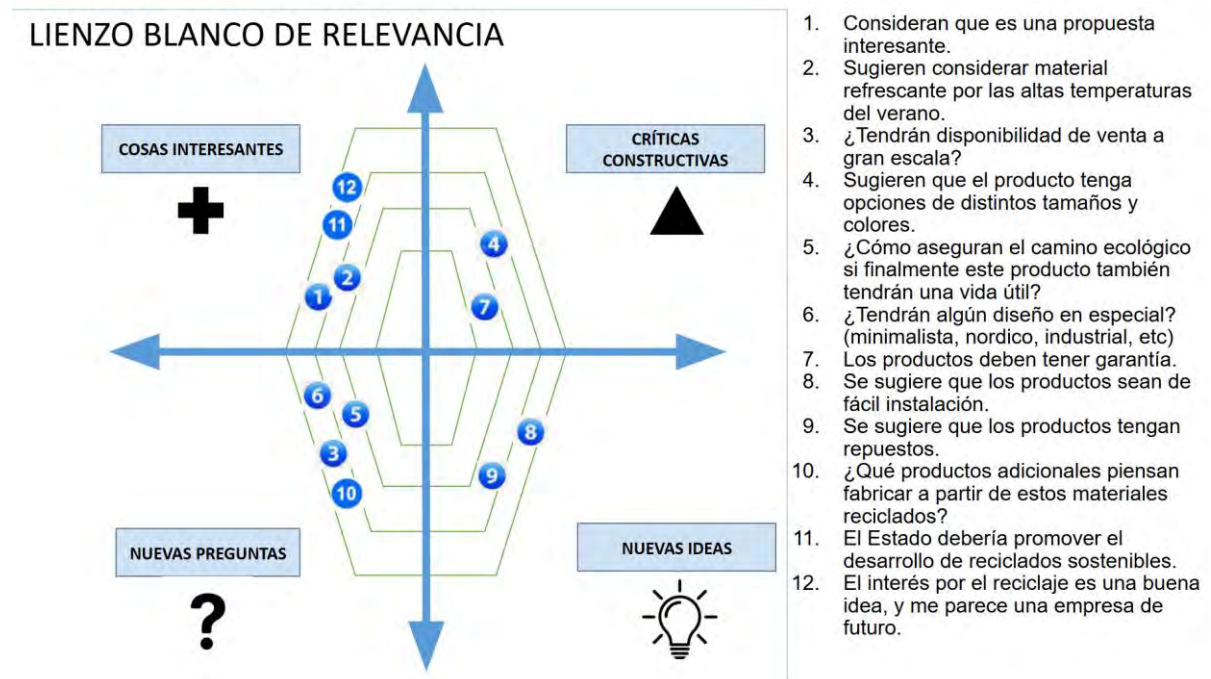 LIENZO BLANCO DE RELEVANCIA
COSAS INTERESANTES
CRÍTICAS
CONSTRUCTIVAS
12
11
4
2
1
7
6
5
3
8
9
10
NUEVAS PREGUNTAS
?
NUEVAS IDEAS
1. Consideran que es una propuesta
interesante.
2. Sugieren considerar material
refrescante por las altas temperaturas
del verano.
3. ¿Tendrán disponibilidad de venta a
gran escala?
4. Sugieren que el producto tenga
opciones de distintos tamaños y
colores.
5. ¿Cómo aseguran el camino ecológico
si finalmente este producto también
tendrán una vida útil?
6. ¿Tendrán algún diseño en especial?
(minimalista, nordico, industrial, etc)
7. Los productos deben tener garantía.
8. Se sugiere que los productos sean de
fácil instalación.
9. Se sugiere que los productos tengan
repuestos.
10. ¿Qué productos adicionales piensan
fabricar a partir de estos materiales
reciclados?
11. El Estado debería promover el
desarrollo de reciclados sostenibles.
12. El interés por el reciclaje es una buena
idea, y me parece una empresa de
futuro.